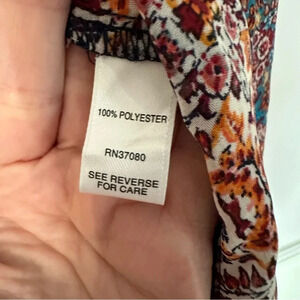 100% POLYESTER
RN37080
SEE REVERSE
FOR CARE